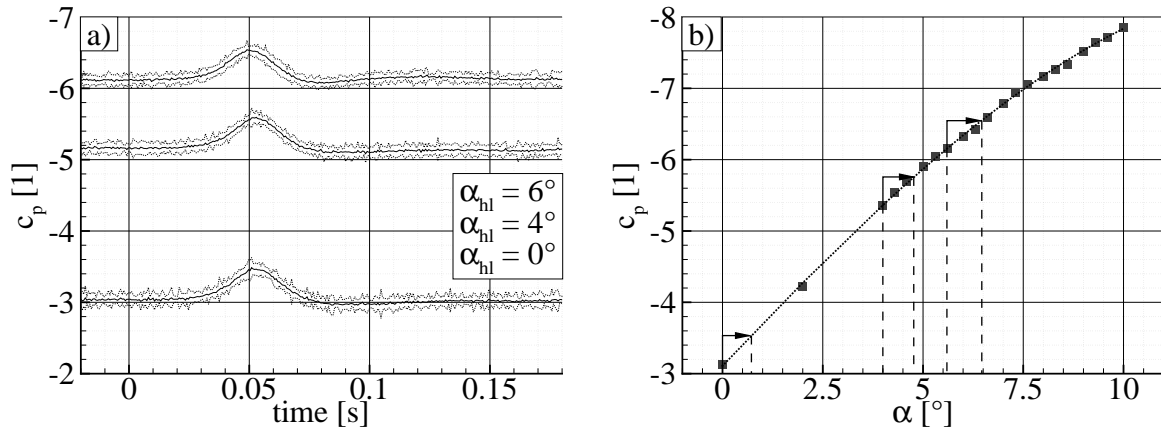 a)
-7
-6
-5
-4
-3
-2
c_p [1]
α_hl = 6°
α_hl = 4°
α_hl = 0°
0 0.05 0.1 0.15
time [s]
b)
-8
-7
-6
-5
-4
-3
c_p [1]
0 2.5 5 7.5 10
α [°]